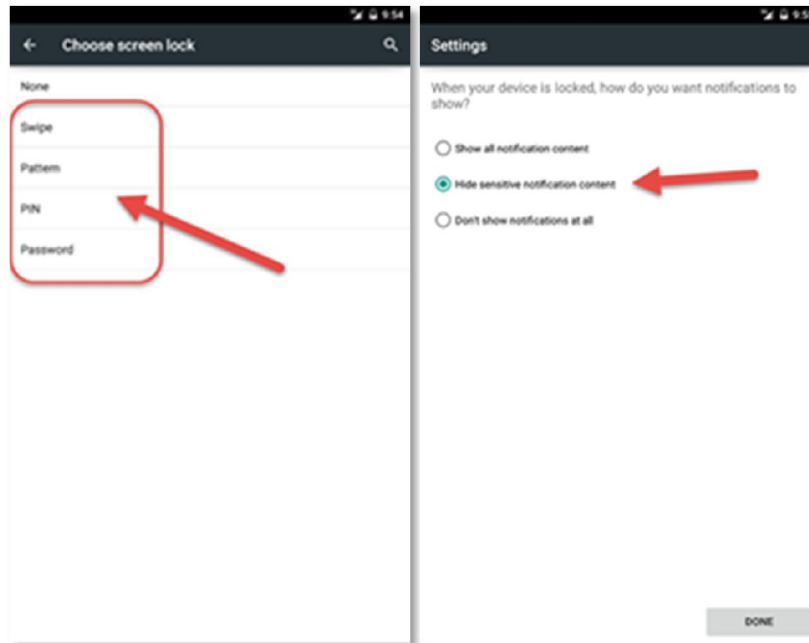 9:54
Choose screen lock
None
Swipe
Pattern
PIN
Password
Settings
When your device is locked, how do you want notifications to
show?
Show all notification content
Hide sensitive notification content
Don't show notifications at all
DONE